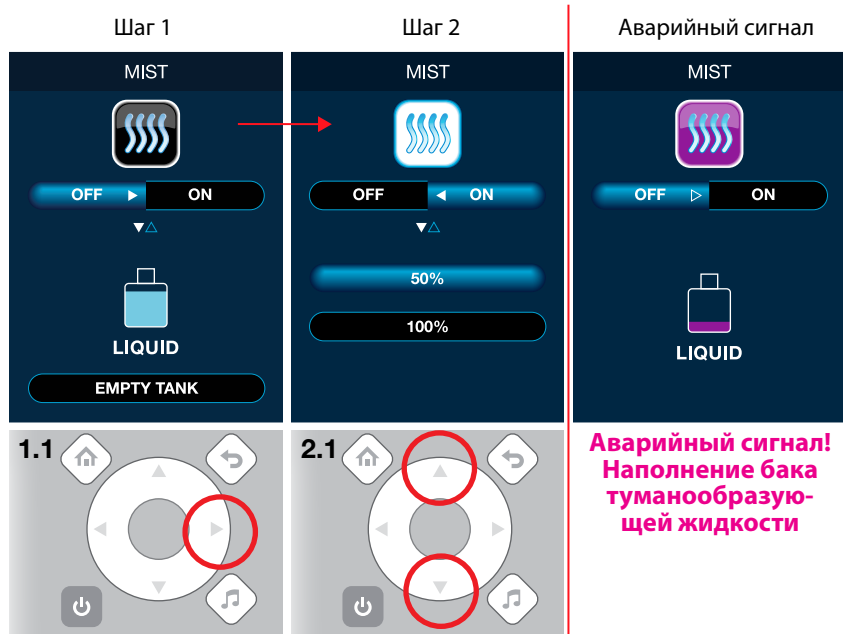 Шаг 1
MIST
OFF ON
LIQUID
EMPTY TANK
1.1
Шаг 2
MIST
OFF ON
50%
100%
2.1
Аварийный сигнал
MIST
OFF ON
LIQUID
Аварийный сигнал!
Наполнение бака
туманообразую-
щей жидкости